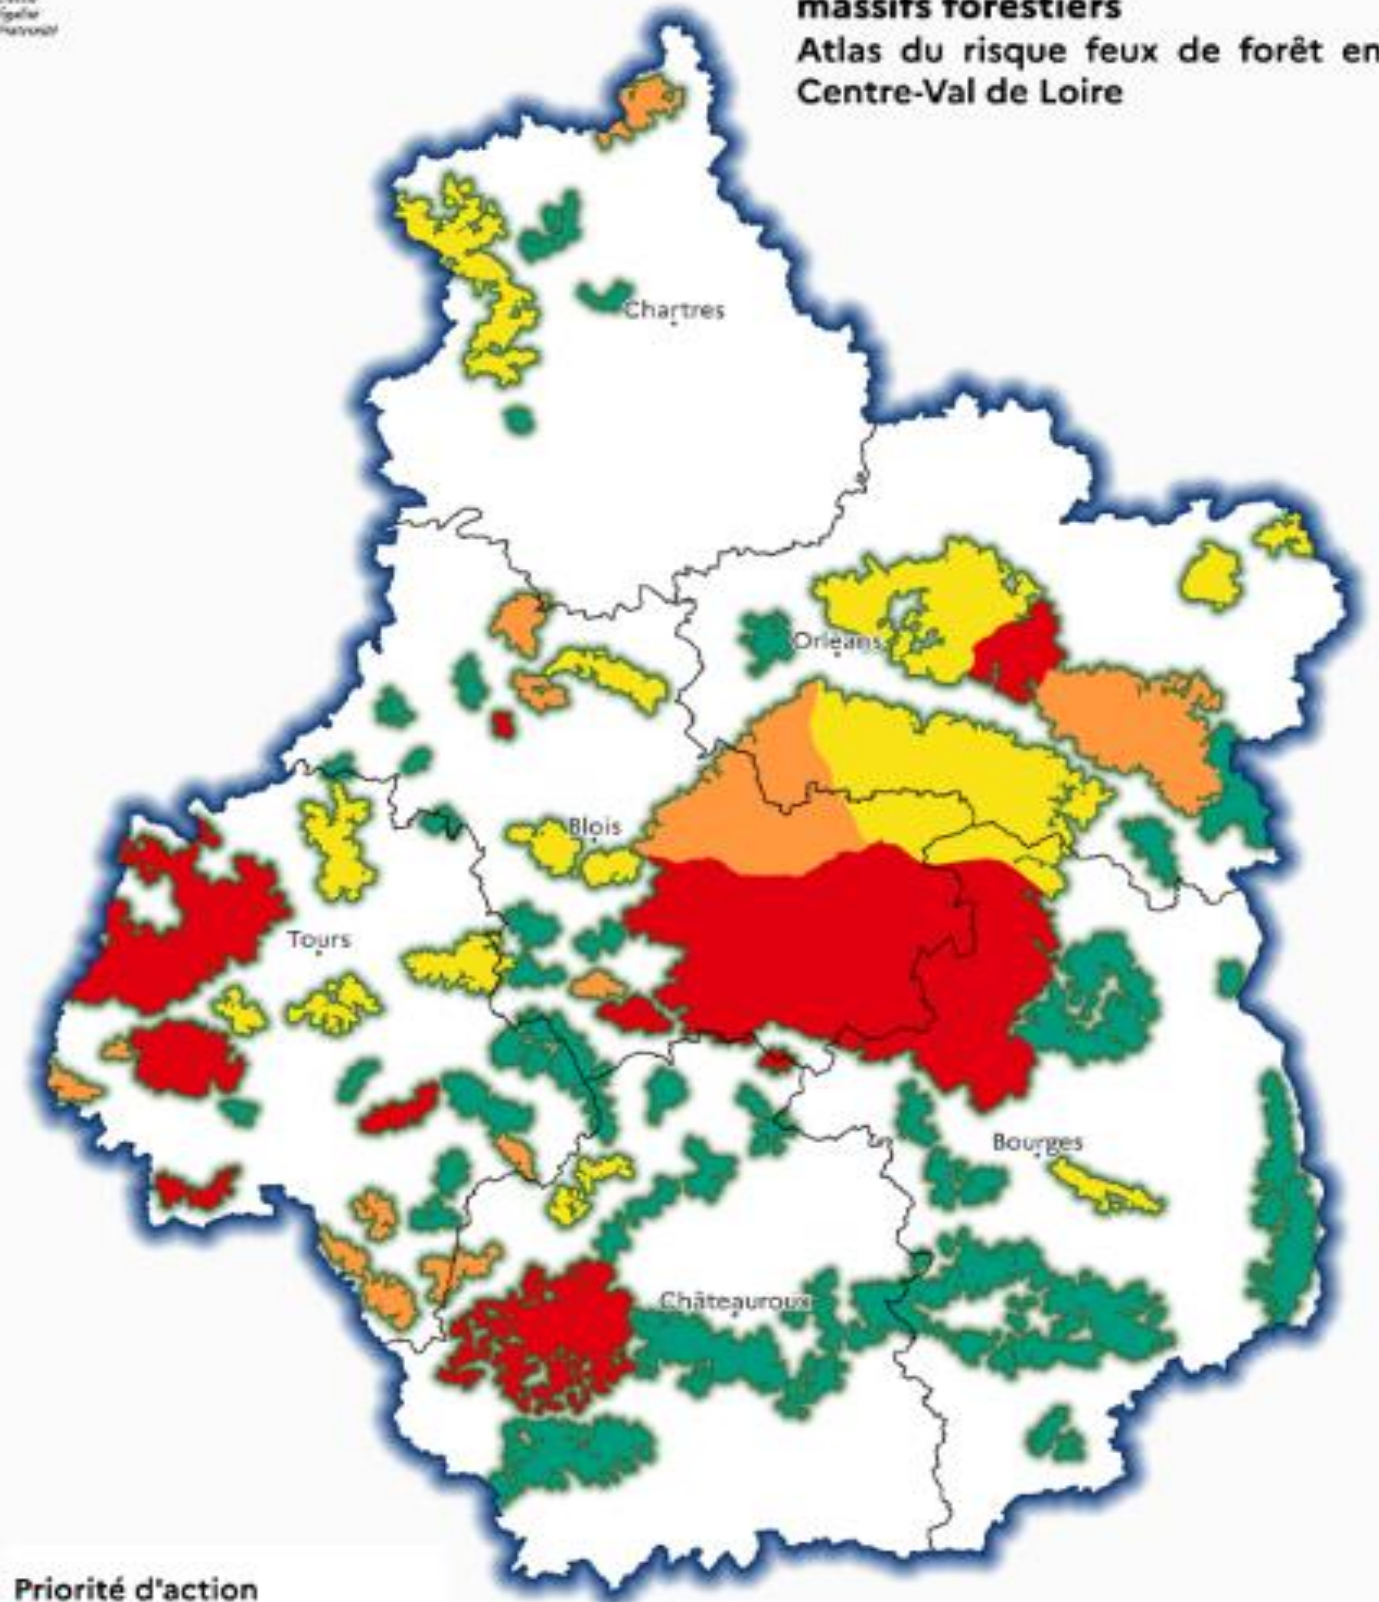 massifs forestiers
Atlas du risque feux de forêt en
Centre-Val de Loire
Chartres
Orléans
Blois
Tours
Bourges
Châteauroux
Priorité d'action